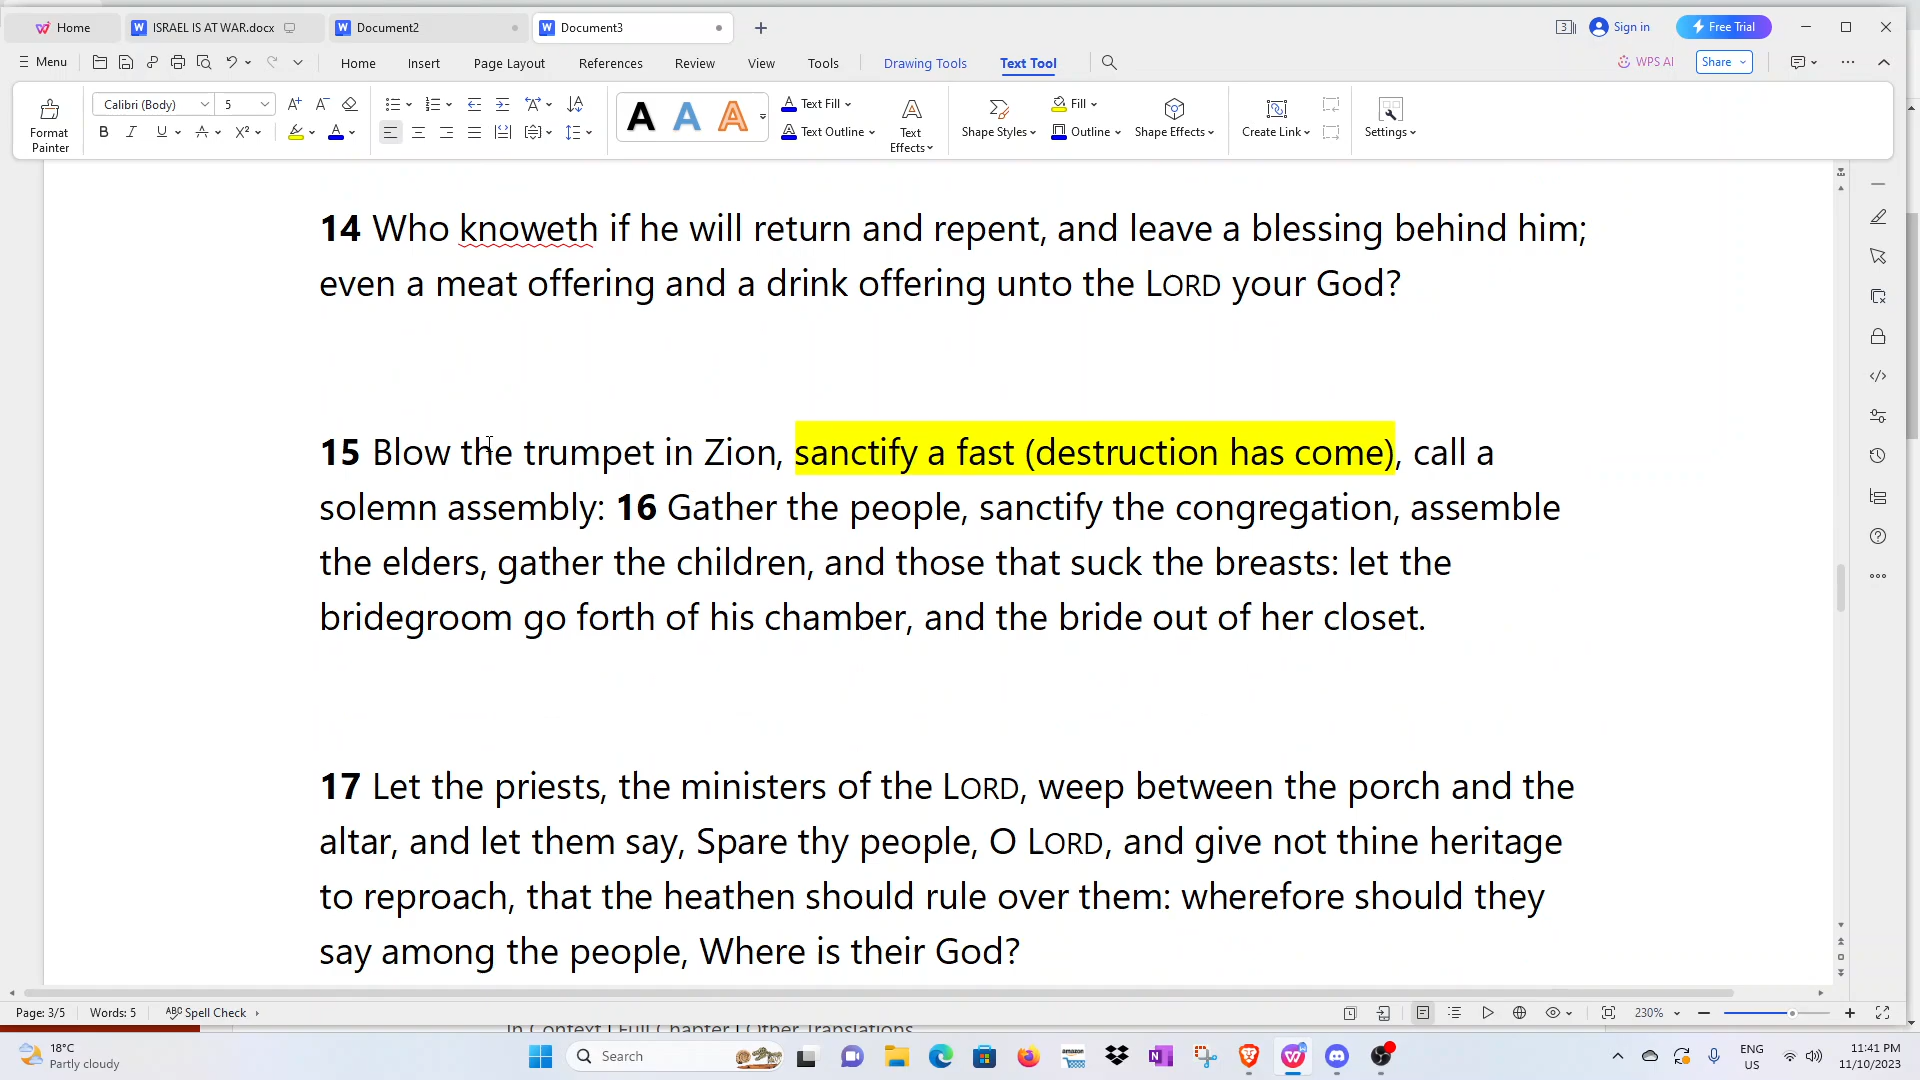 Home
ISRAEL IS AT WAR.docx
Document2
Document3
Sign in
Free Trial
Menu
Home
Insert
Page Layout
References
Review
View
Tools
Drawing Tools
Text Tool
WPS AI
Share
Format Painter
Calibri (Body)
5
Text Fill
Text Outline
Text Effects
Shape Styles
Fill
Outline
Shape Effects
Create Link
Settings
14 Who knoweth if he will return and repent, and leave a blessing behind him;
even a meat offering and a drink offering unto the LORD your God?
15 Blow the trumpet in Zion, sanctify a fast (destruction has come), call a
solemn assembly: 16 Gather the people, sanctify the congregation, assemble
the elders, gather the children, and those that suck the breasts: let the
bridegroom go forth of his chamber, and the bride out of her closet.
17 Let the priests, the ministers of the LORD, weep between the porch and the
altar, and let them say, Spare thy people, O LORD, and give not thine heritage
to reproach, that the heathen should rule over them: wherefore should they
say among the people, Where is their God?
Page: 3/5
Words: 5
Spell Check
230%
In Context | Full Chapter | Other Translations
18°C
Partly cloudy
Search
ENG
US
11:41 PM
11/10/2023